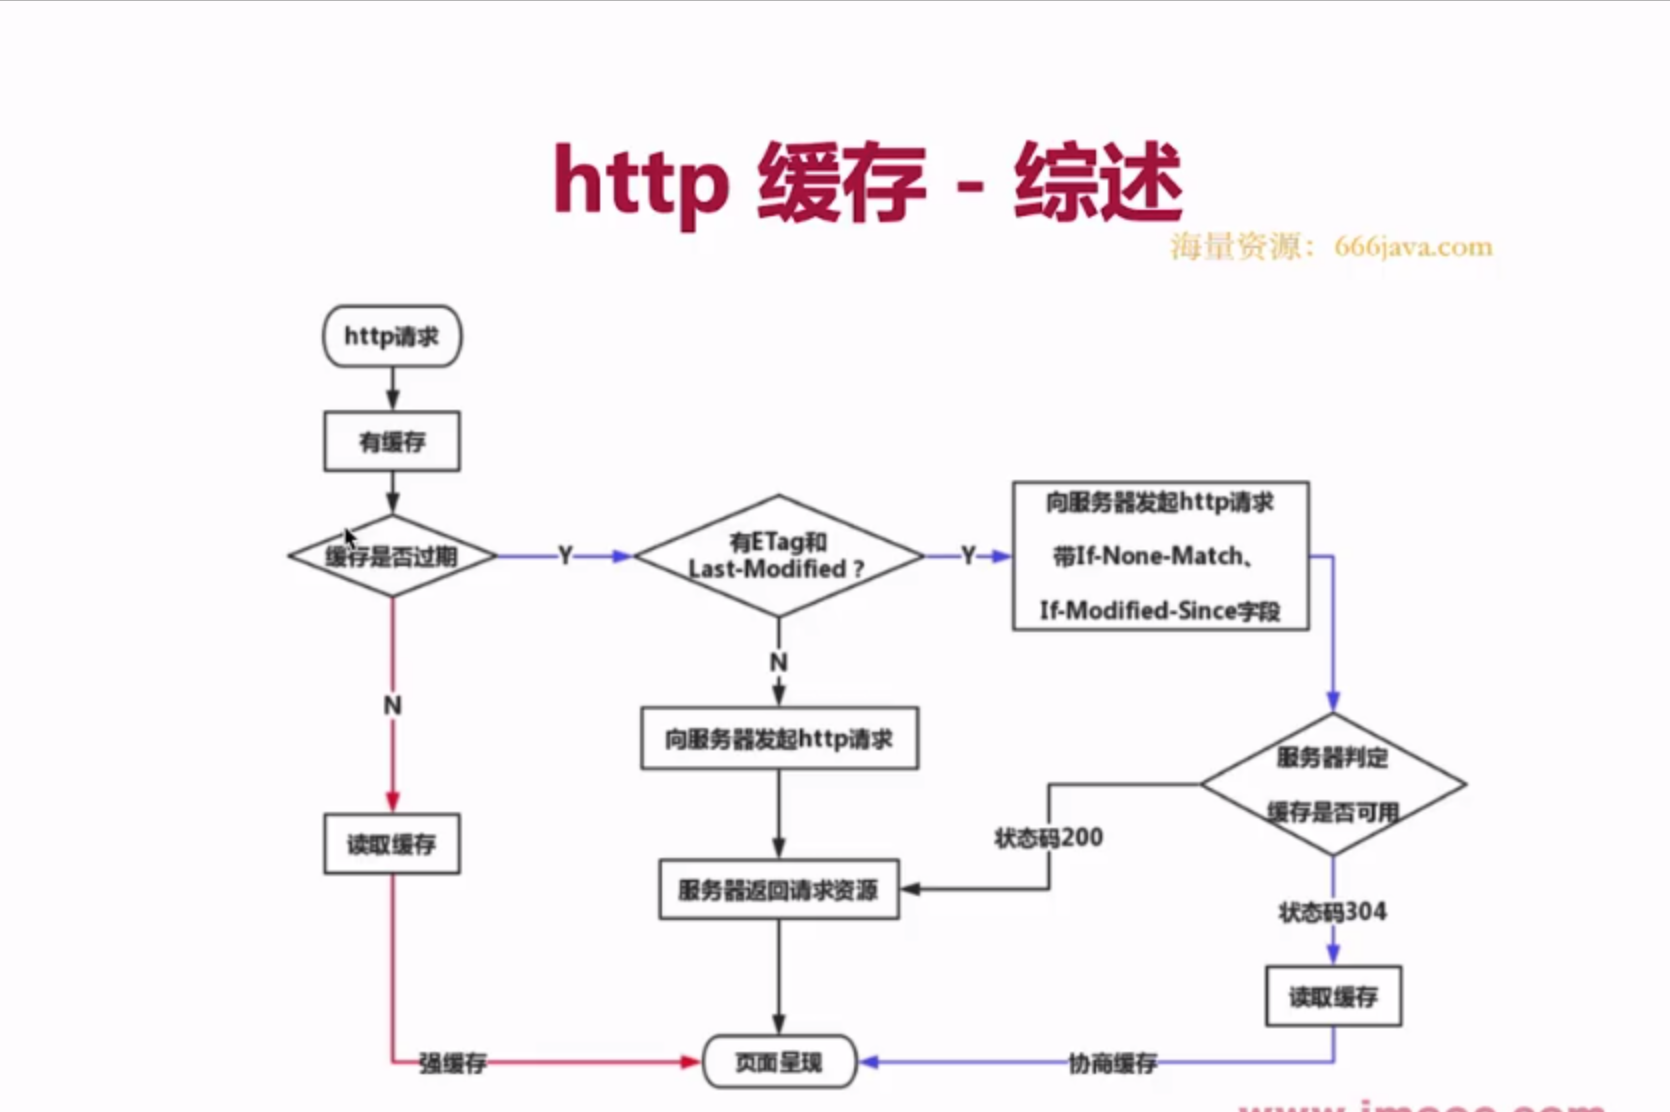 http 缓存 - 综述
海量资源：666java.com
http请求
有缓存
缓存是否过期
Y
有ETag和
Last-Modified？
Y
向服务器发起http请求
带If-None-Match、
If-Modified-Since字段
N
N
向服务器发起http请求
服务器判定
缓存是否可用
状态码200
读取缓存
服务器返回请求资源
状态码304
读取缓存
强缓存
页面呈现
协商缓存